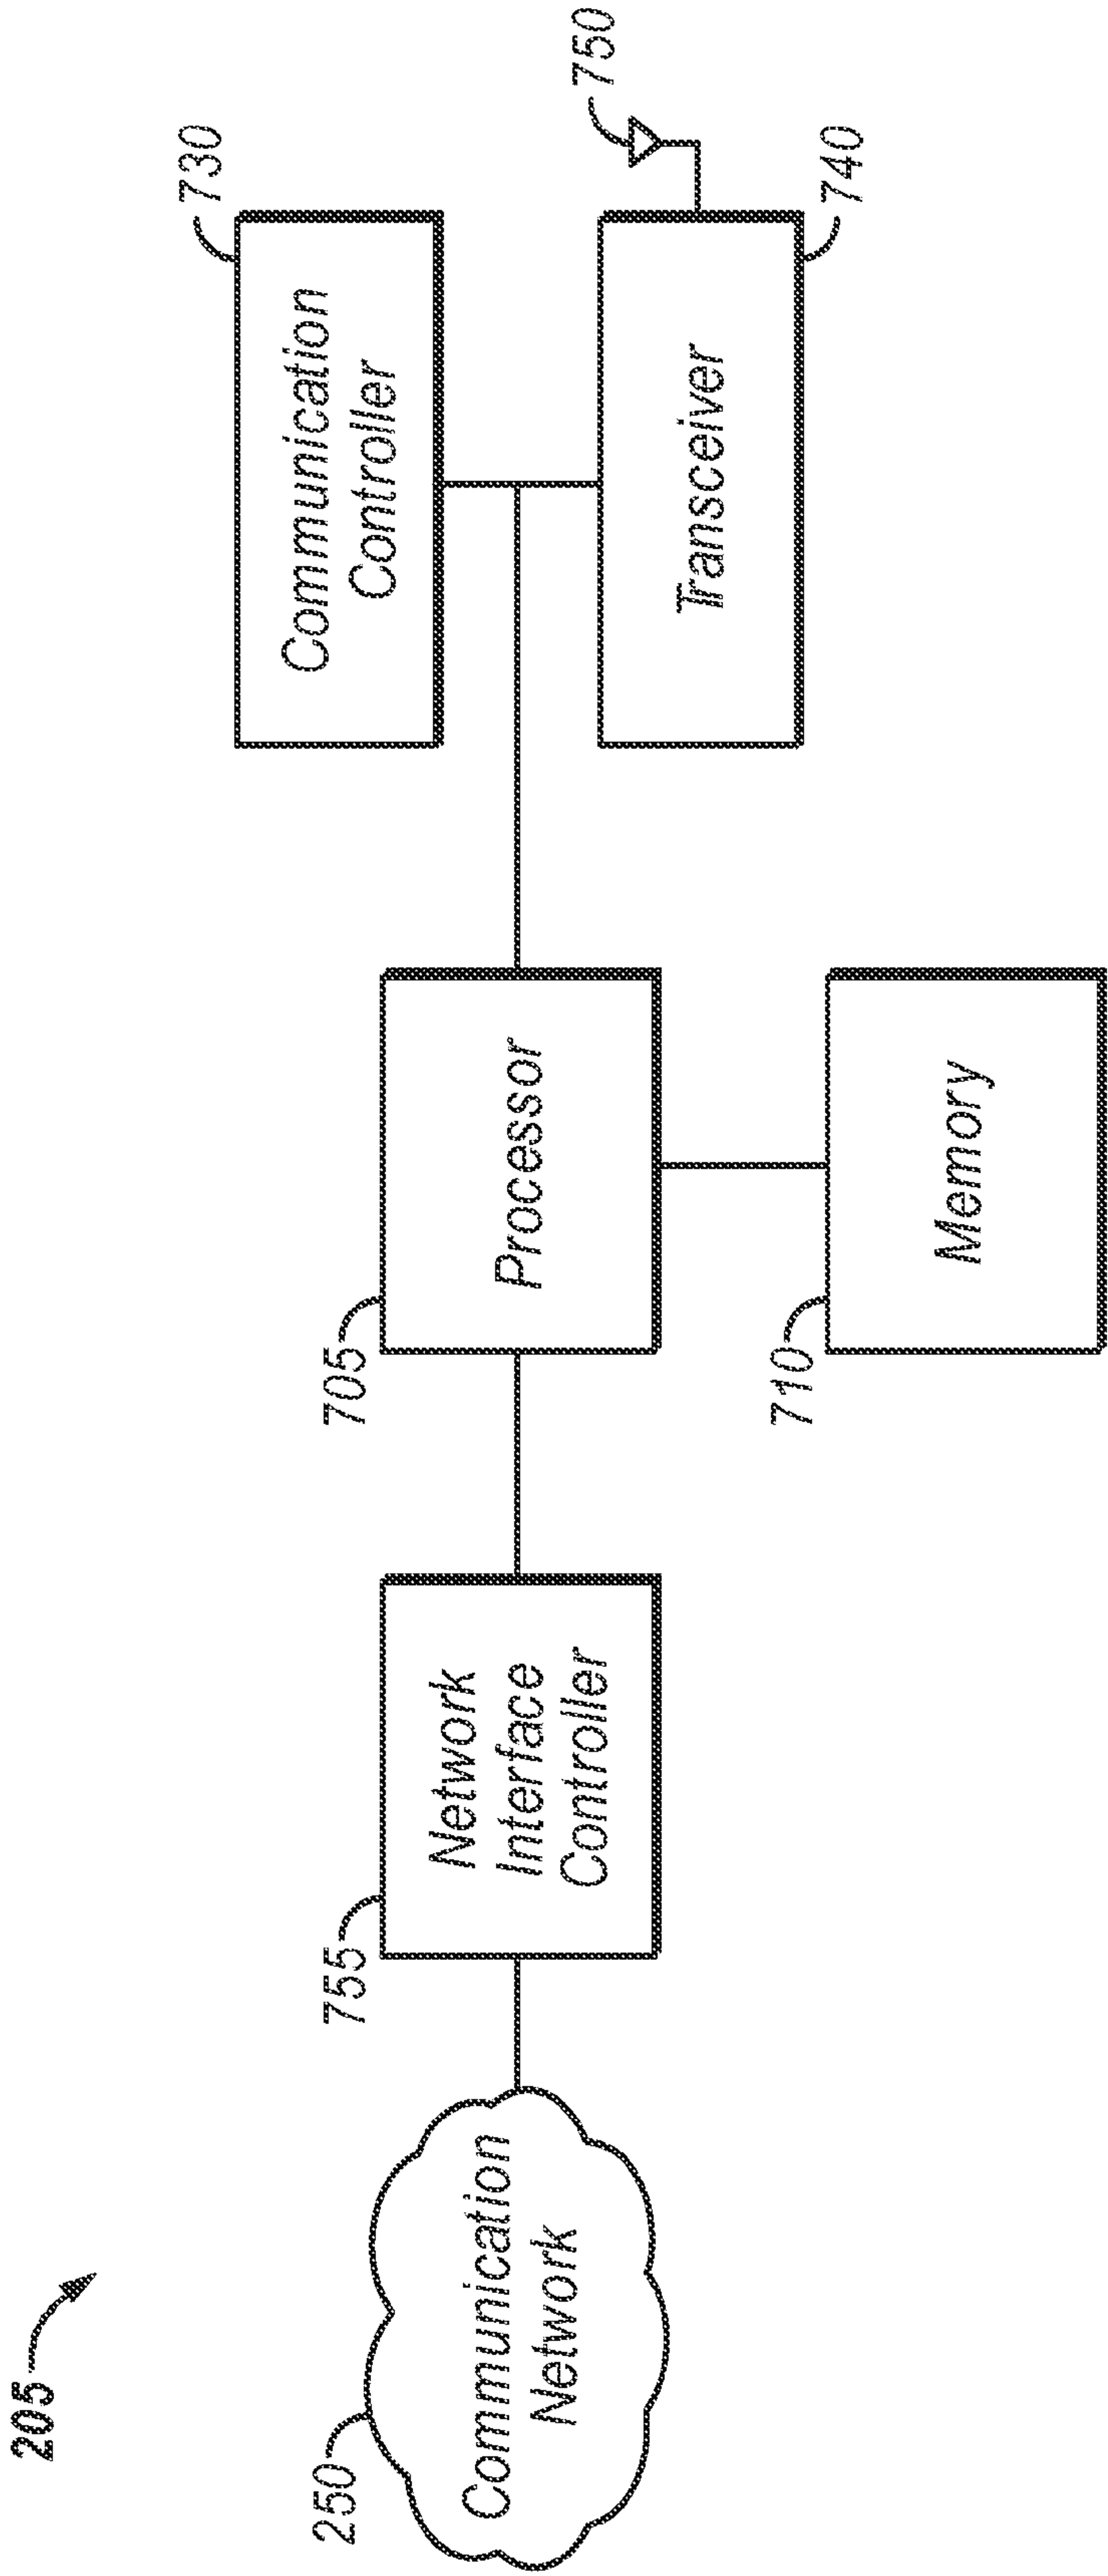 205
250
Communication
Network
755
Network
Interface
Controller
705
Processor
710
Memory
730
Communication
Controller
Transceiver
740
750